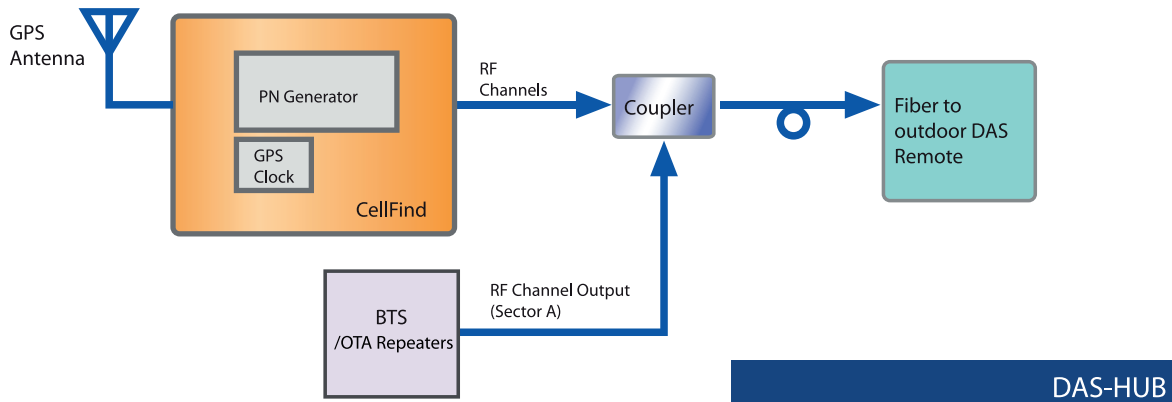 GPS
Antenna
PN Generator
GPS
Clock
CellFind
RF
Channels
Coupler
Fiber to
outdoor DAS
Remote
BTS
/OTA Repeaters
RF Channel Output
(Sector A)
DAS-HUB